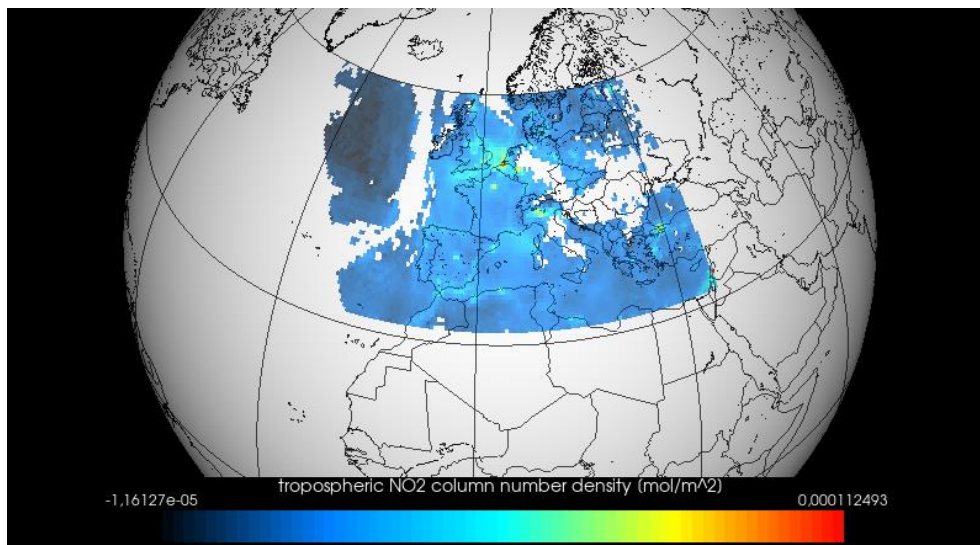 tropospheric NO2 column number density [mol/m^2]
-1,16127e-05
0,000112493